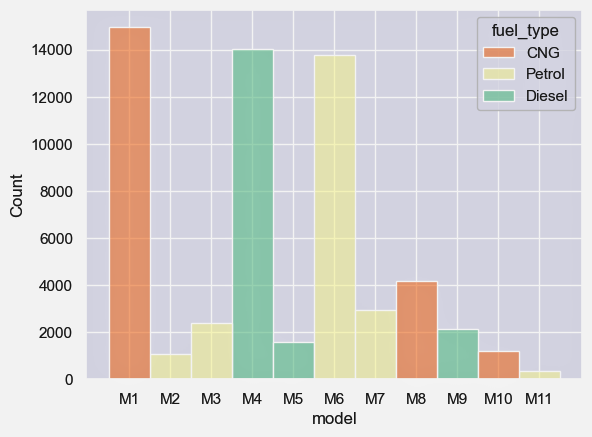 fuel_type
CNG
Petrol
Diesel
14000
12000
10000
8000
6000
4000
2000
0
Count
M1 M2 M3 M4 M5 M6 M7 M8 M9 M10 M11
model